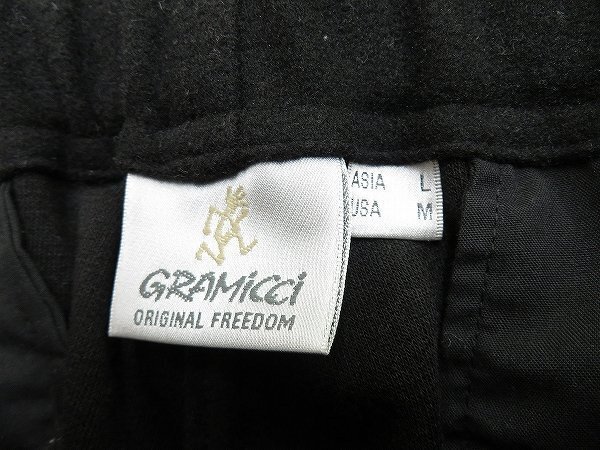 GRAMiCCi
ORIGINAL FREEDOM
ASIA L
USA M